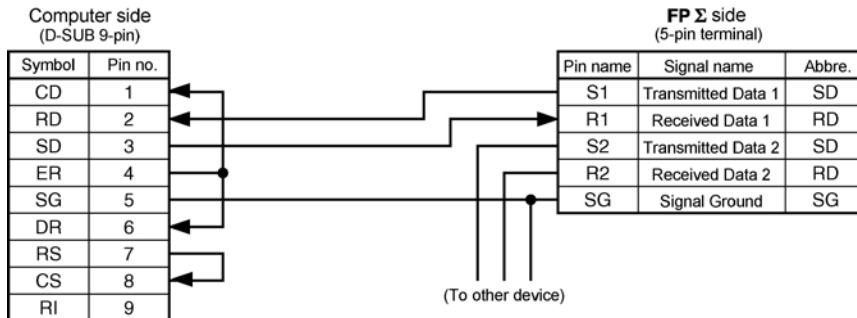 Computer side
(D-SUB 9-pin)
Symbol Pin no.
CD 1
RD 2
SD 3
ER 4
SG 5
DR 6
RS 7
CS 8
RI 9
FP Σ side
(5-pin terminal)
Pin name Signal name Abbre.
S1 Transmitted Data 1 SD
R1 Received Data 1 RD
S2 Transmitted Data 2 SD
R2 Received Data 2 RD
SG Signal Ground SG
(To other device)